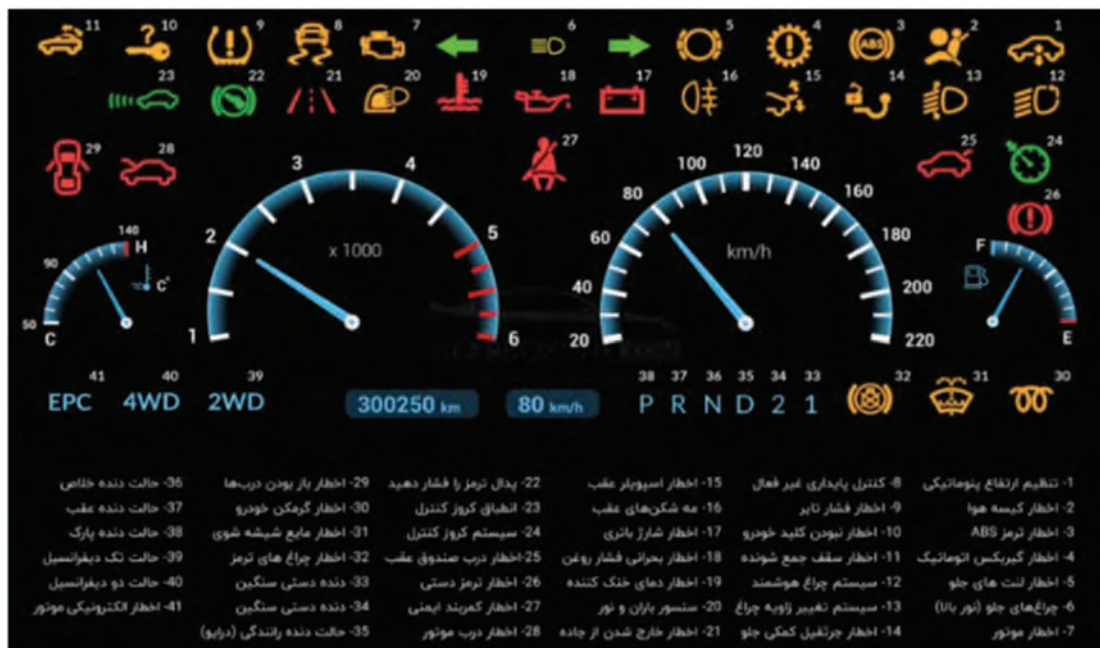 11 10 9 8 7 6 5 4 3 2 1
ABS
23 22 21 20 19 18 17 16 15 14 13 12
29 28 27 25 24
26
3 4
2 5
1 6
x 1000
100 120 140
80 160
60 180
40 200
20 220
km/h
140 H
90
50 C
C°
F
E
41 40 39 38 37 36 35 34 33 32 31 30
EPC 4WD 2WD 300250 km 80 km/h P R N D 2 1
1- تنظیم ارتفاع پنوماتیکی
2- اخطار کیسه هوا
3- اخطار ترمز ABS
4- اخطار گیربکس اتوماتیک
5- اخطار لنت های جلو
6- چراغ‌های جلو (نور بالا)
7- اخطار موتور
8- کنترل پایداری غیر فعال
9- اخطار فشار تایر
10- اخطار نبودن کلید خودرو
11- اخطار سقف جمع شونده
12- سیستم چراغ هوشمند
13- سیستم تغییر زاویه چراغ
14- اخطار جرثقیل کمکی جلو
15- اخطار اسپویلر عقب
16- مه شکن‌های عقب
17- اخطار شارژ باتری
18- اخطار بحرانی فشار روغن
19- اخطار دمای خنک کننده
20- سنسور باران و نور
21- اخطار خارج شدن از جاده
22- پدال ترمز را فشار دهید
23- انطباق کروز کنترل
24- سیستم کروز کنترل
25- اخطار درب صندوق عقب
26- اخطار ترمز دستی
27- اخطار کمربند ایمنی
28- اخطار درب موتور
29- اخطار باز بودن درب‌ها
30- اخطار گرمکن خودرو
31- اخطار مایع شیشه شوی
32- اخطار چراغ های ترمز
33- دنده دستی سنگین
34- دنده دستی سنگین
35- حالت دنده رانندگی (درایو)
36- حالت دنده خلاص
37- حالت دنده عقب
38- حالت دنده پارک
39- حالت تک دیفرانسیل
40- حالت دو دیفرانسیل
41- اخطار الکترونیکی موتور